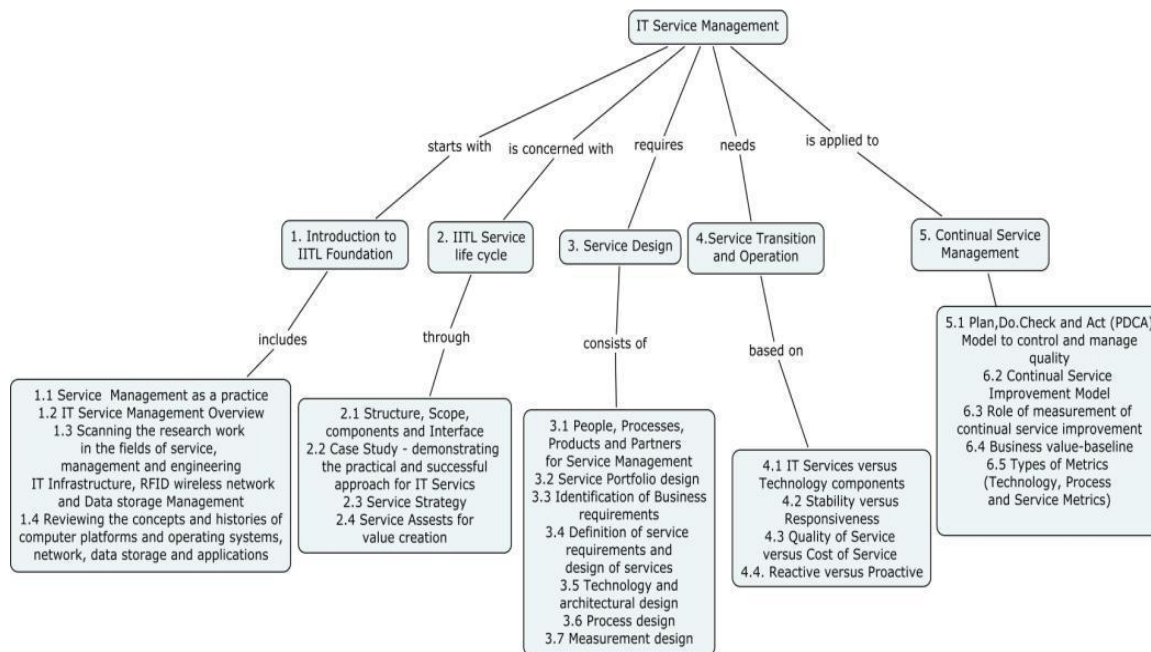 IT Service Management
starts with
is concerned with
requires
needs
is applied to
1. Introduction to
IITL Foundation
2. IITL Service
life cycle
3. Service Design
4.Service Transition
and Operation
5. Continual Service
Management
includes
through
consists of
based on
1.1 Service Management as a practice
1.2 IT Service Management Overview
1.3 Scanning the research work
in the fields of service,
management and engineering
IT Infrastructure, RFID wireless network
and Data storage Management
1.4 Reviewing the concepts and histories of
computer platforms and operating systems,
network, data storage and applications
2.1 Structure, Scope,
components and Interface
2.2 Case Study - demonstrating
the practical and successful
approach for IT Servics
2.3 Service Strategy
2.4 Service Assests for
value creation
3.1 People, Processes,
Products and Partners
for Service Management
3.2 Service Portfolio design
3.3 Identification of Business
requirements
3.4 Definition of service
requirements and
design of services
3.5 Technology and
architectural design
3.6 Process design
3.7 Measurement design
4.1 IT Services versus
Technology components
4.2 Stability versus
Responsiveness
4.3 Quality of Service
versus Cost of Service
4.4. Reactive versus Proactive
5.1 Plan,Do.Check and Act (PDCA)
Model to control and manage
quality
6.2 Continual Service
Improvement Model
6.3 Role of measurement of
continual service improvement
6.4 Business value-baseline
6.5 Types of Metrics
(Technology, Process
and Service Metrics)